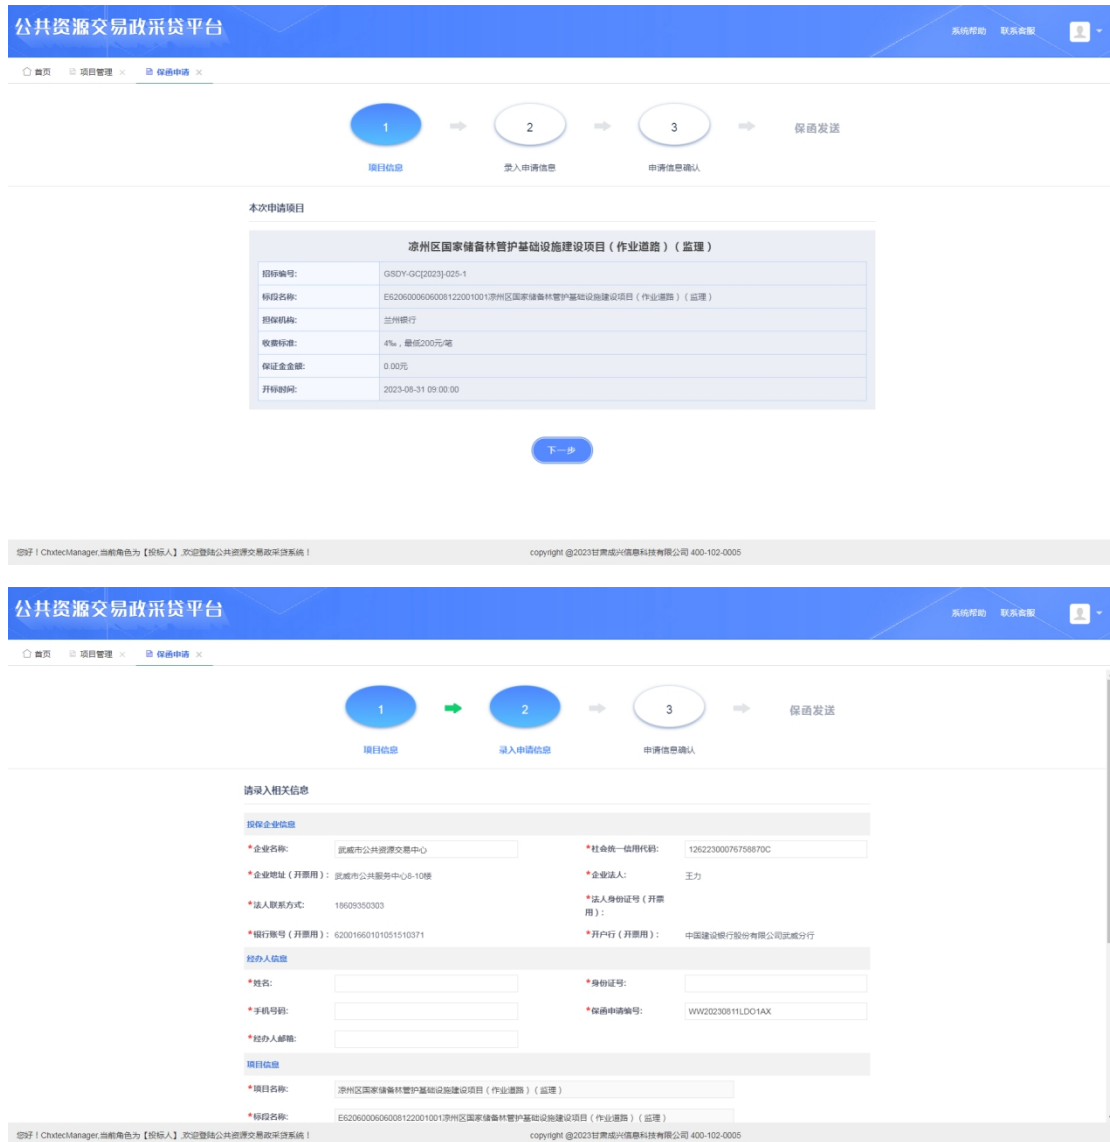 公共资源交易政采贷平台
系统帮助 联系客服
首页 项目管理 × 保函申请 ×
1 2 3 保函发送
项目信息 录入申请信息 申请信息确认
本次申请项目
凉州区国家储备林管护基础设施建设项目（作业道路）（监理）
招标编号: GSDY-GC[2023]-025-1
标段名称: E6206000606008122001001凉州区国家储备林管护基础设施建设项目（作业道路）（监理）
担保机构: 兰州银行
收费标准: 4‰，最低200元/笔
保证金金额: 0.00元
开标时间: 2023-08-31 09:00:00
下一步
您好！ChxtecManager,当前角色为【投标人】,欢迎登陆公共资源交易政采贷系统！ copyright @2023甘肃成兴信息科技有限公司 400-102-0005
公共资源交易政采贷平台
系统帮助 联系客服
首页 项目管理 × 保函申请 ×
1 2 3 保函发送
项目信息 录入申请信息 申请信息确认
请录入相关信息
投保企业信息
*企业名称: 武威市公共资源交易中心 *社会统一信用代码: 12622300076758870C
*企业地址（开票用）: 武威市公共服务中心8-10楼 *企业法人: 王力
*法人联系方式: 18609350303 *法人身份证号（开票用）:
*银行账号（开票用）: 62001660101051510371 *开户行（开票用）: 中国建设银行股份有限公司武威分行
经办人信息
*姓名: *身份证号:
*手机号码: *保函申请编号: WW20230811LDO1AX
*经办人邮箱:
项目信息
*项目名称: 凉州区国家储备林管护基础设施建设项目（作业道路）（监理）
*标段名称: E6206000606008122001001凉州区国家储备林管护基础设施建设项目（作业道路）（监理）
您好！ChxtecManager,当前角色为【投标人】,欢迎登陆公共资源交易政采贷系统！ copyright @2023甘肃成兴信息科技有限公司 400-102-0005